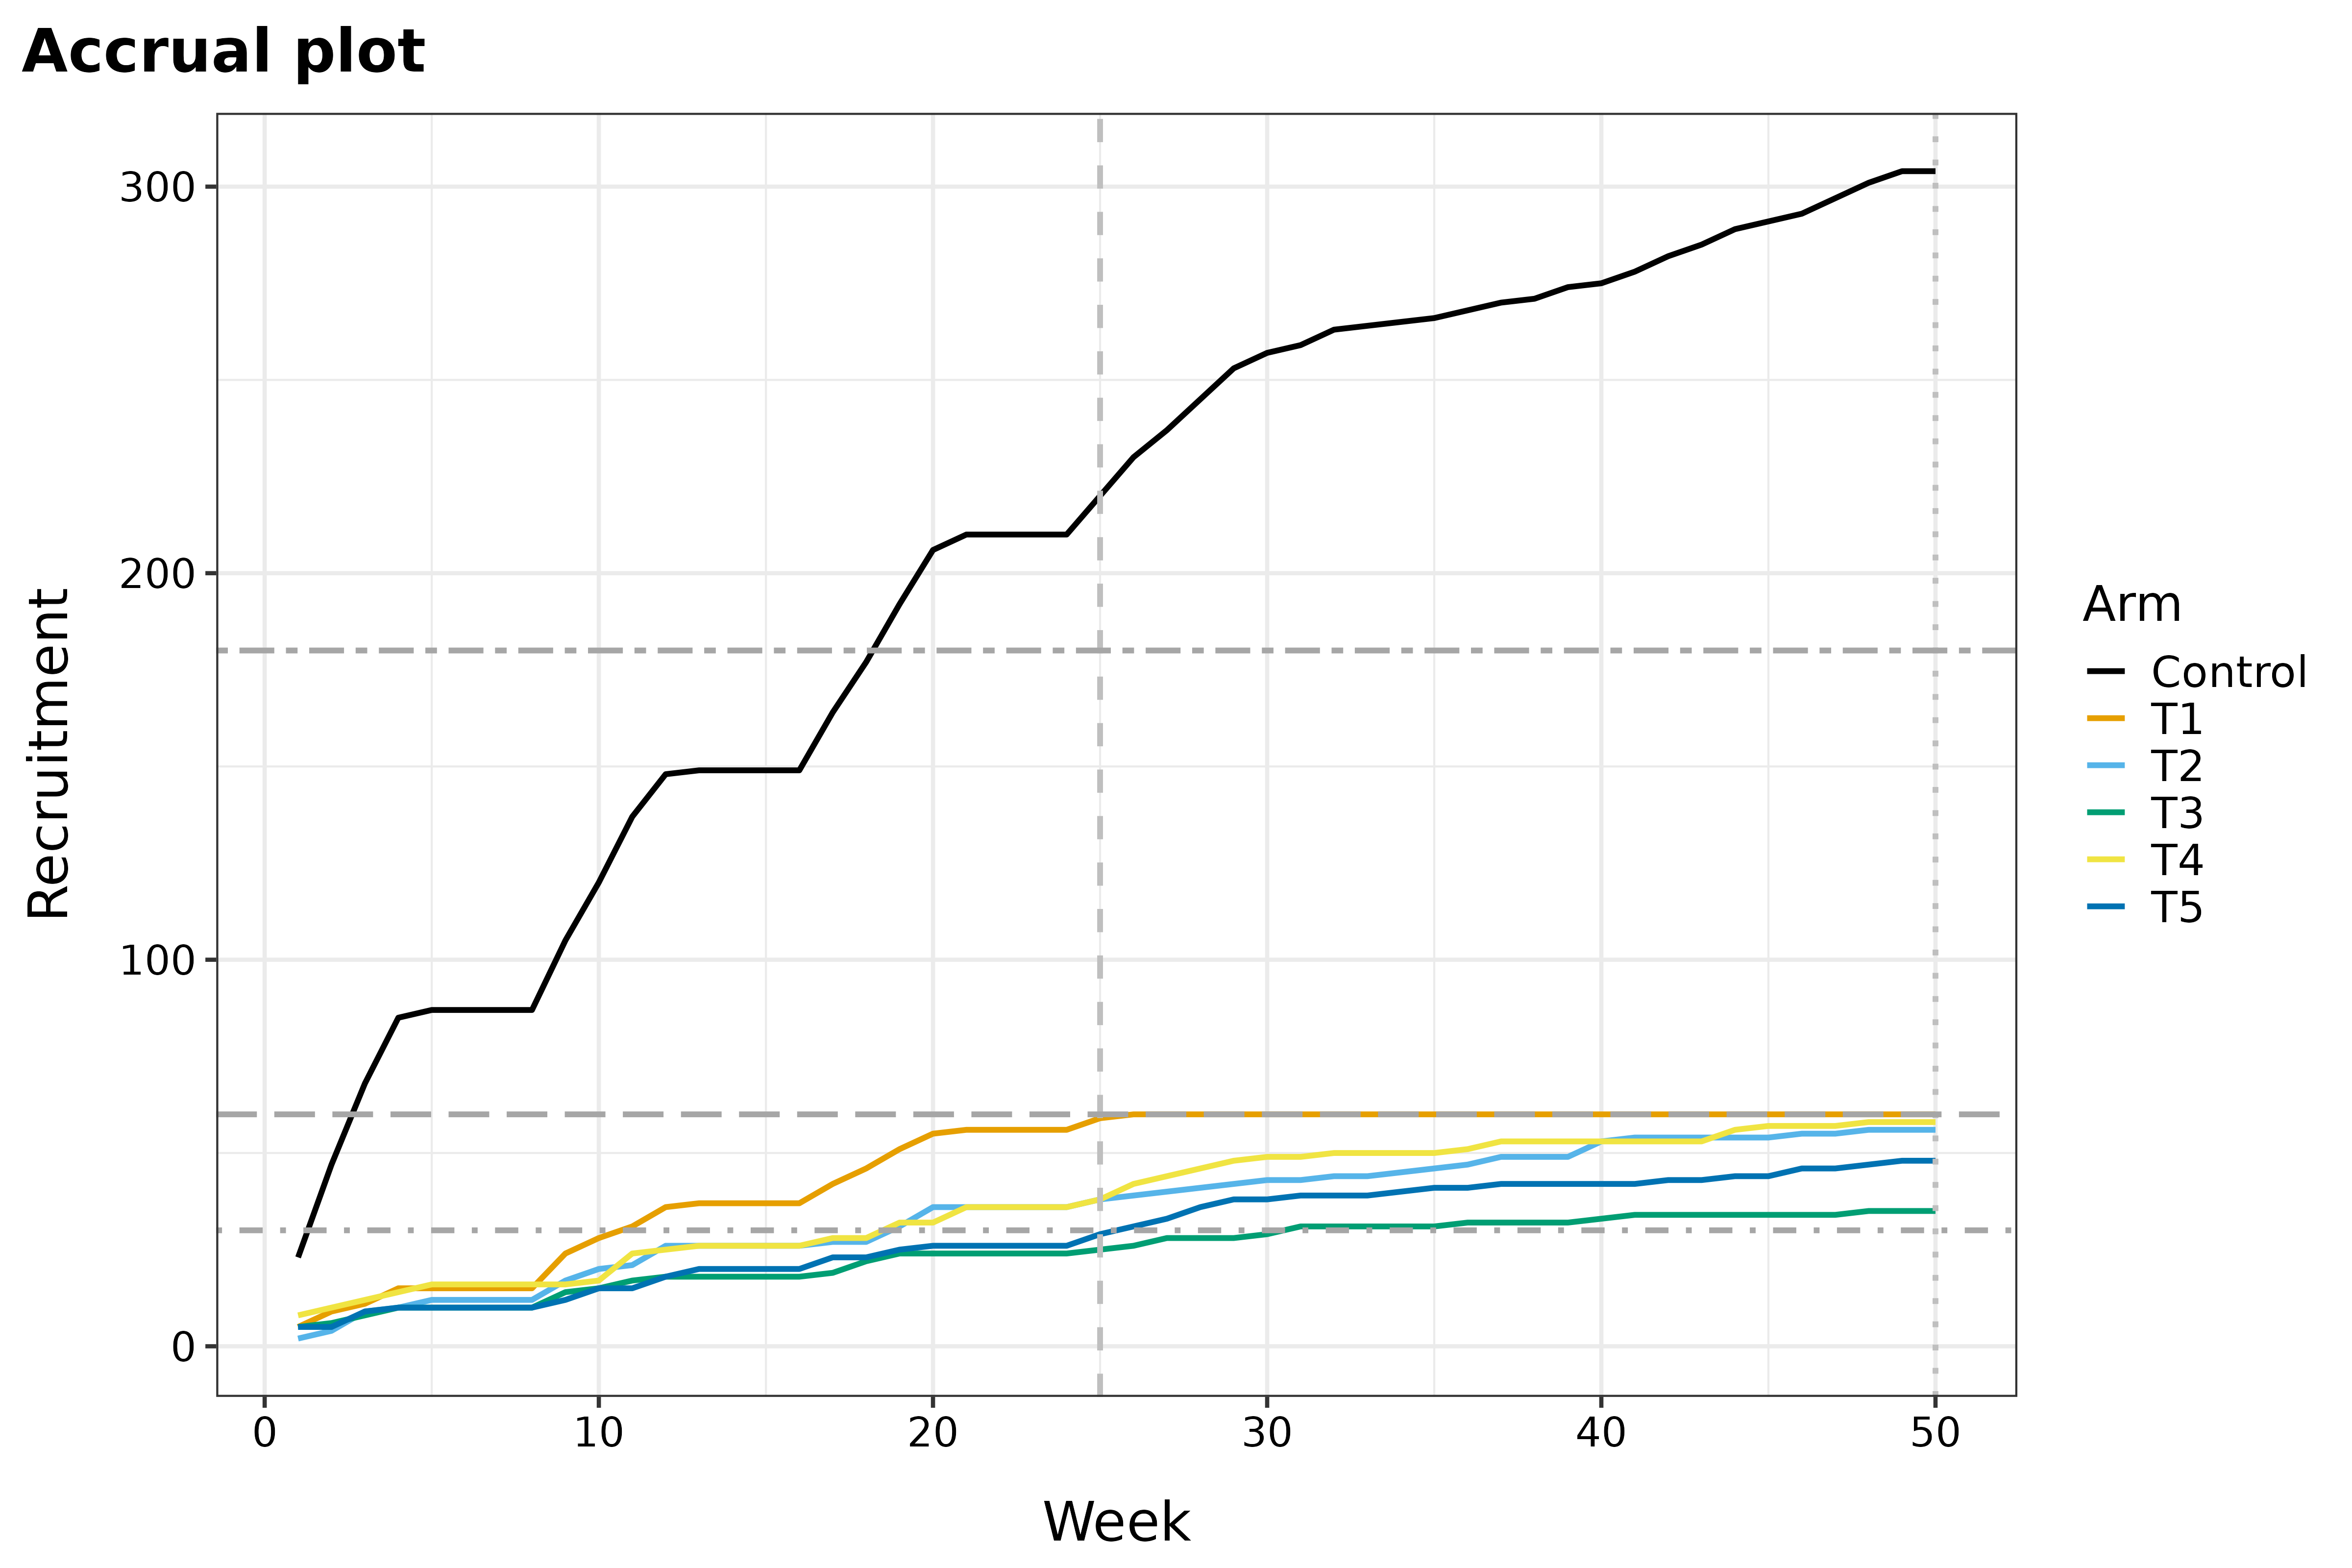 Accrual plot
300
200
100
0
Recruitment
0 10 20 30 40 50
Week
Arm
Control
T1
T2
T3
T4
T5